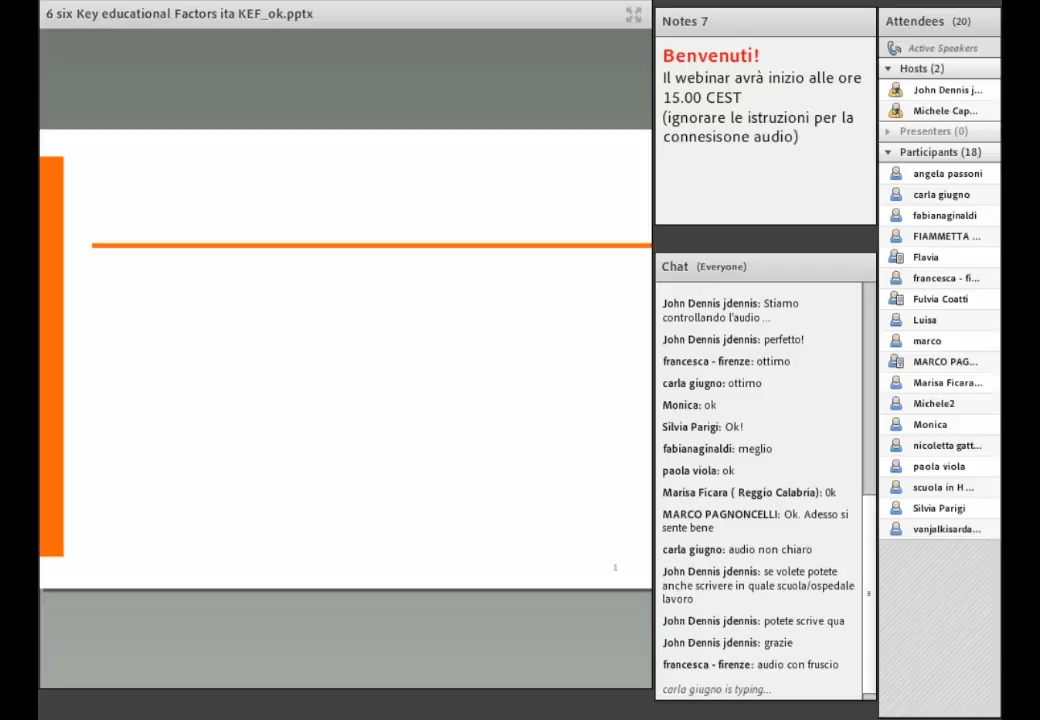 6 six Key educational Factors ita KEF_ok.pptx
1
Notes 7
Benvenuti!
Il webinar avrà inizio alle ore
15.00 CEST
(ignorare le istruzioni per la
connesisone audio)
Chat (Everyone)
John Dennis jdennis: Stiamo
controllando l'audio ...
John Dennis jdennis: perfetto!
francesca - firenze: ottimo
carla giugno: ottimo
Monica: ok
Silvia Parigi: Ok!
fabianaginaldi: meglio
paola viola: ok
Marisa Ficara ( Reggio Calabria): 0k
MARCO PAGNONCELLI: Ok. Adesso si
sente bene
carla giugno: audio non chiaro
John Dennis jdennis: se volete potete
anche scrivere in quale scuola/ospedale
lavoro
John Dennis jdennis: potete scrive qua
John Dennis jdennis: grazie
francesca - firenze: audio con fruscio
carla giugno is typing...
Attendees (20)
Active Speakers
Hosts (2)
John Dennis j...
Michele Cap...
Presenters (0)
Participants (18)
angela passoni
carla giugno
fabianaginaldi
FIAMMETTA ...
Flavia
francesca - fi...
Fulvia Coatti
Luisa
marco
MARCO PAG...
Marisa Ficara...
Michele2
Monica
nicoletta gatt...
paola viola
scuola in H ...
Silvia Parigi
vanjalkisarda...